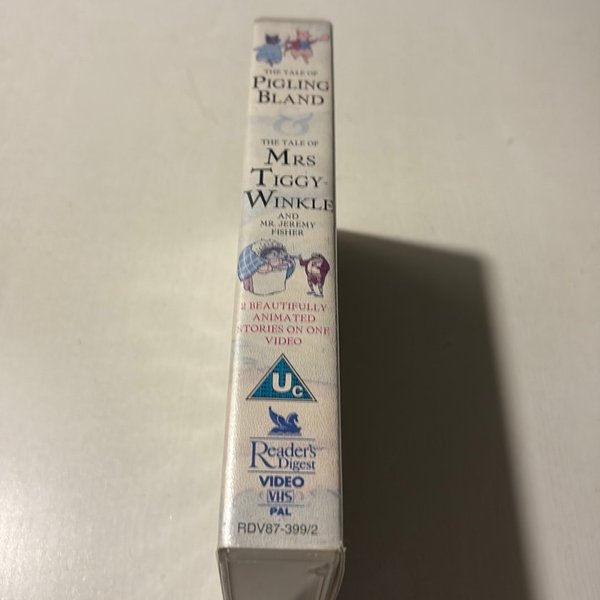 THE TALE OF
PIGLING
BLAND
&
THE TALE OF
MRS
TIGGY-
WINKLE
AND
MR. JEREMY
FISHER
2 BEAUTIFULLY
ANIMATED
STORIES ON ONE
VIDEO
Uc
Reader's
Digest
VIDEO
VHS
PAL
RDV87-399/2